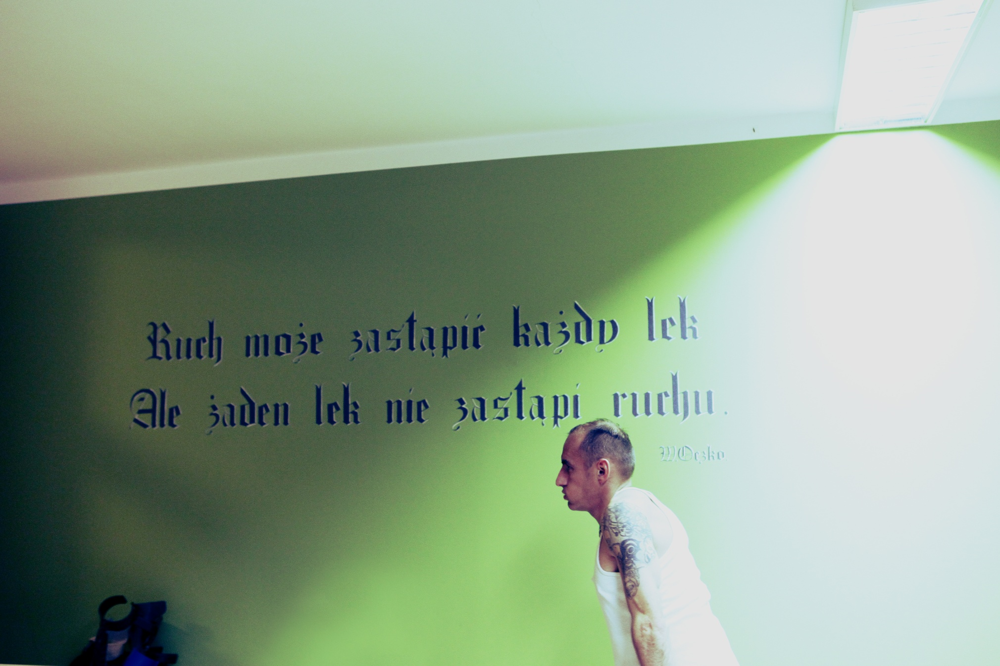 Ruch może zastąpić każdy lek
Ale żaden lek nie zastąpi ruchu.
W.Oczko.